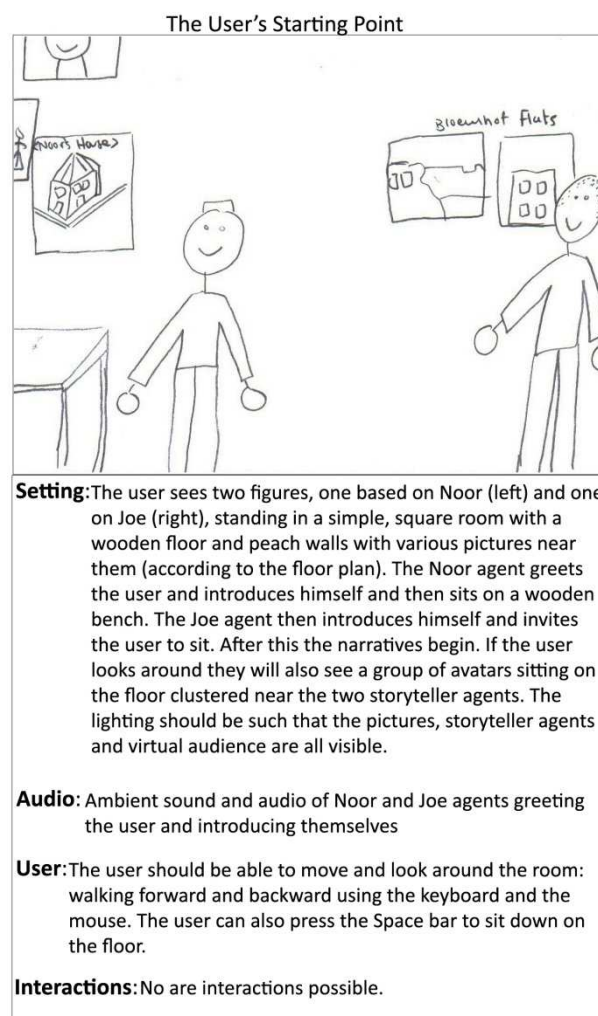 The User's Starting Point
<Noor's House>
Bloemhof Flats
Setting: The user sees two figures, one based on Noor (left) and one
on Joe (right), standing in a simple, square room with a
wooden floor and peach walls with various pictures near
them (according to the floor plan). The Noor agent greets
the user and introduces himself and then sits on a wooden
bench. The Joe agent then introduces himself and invites
the user to sit. After this the narratives begin. If the user
looks around they will also see a group of avatars sitting on
the floor clustered near the two storyteller agents. The
lighting should be such that the pictures, storyteller agents
and virtual audience are all visible.
Audio: Ambient sound and audio of Noor and Joe agents greeting
the user and introducing themselves
User: The user should be able to move and look around the room:
walking forward and backward using the keyboard and the
mouse. The user can also press the Space bar to sit down on
the floor.
Interactions: No are interactions possible.